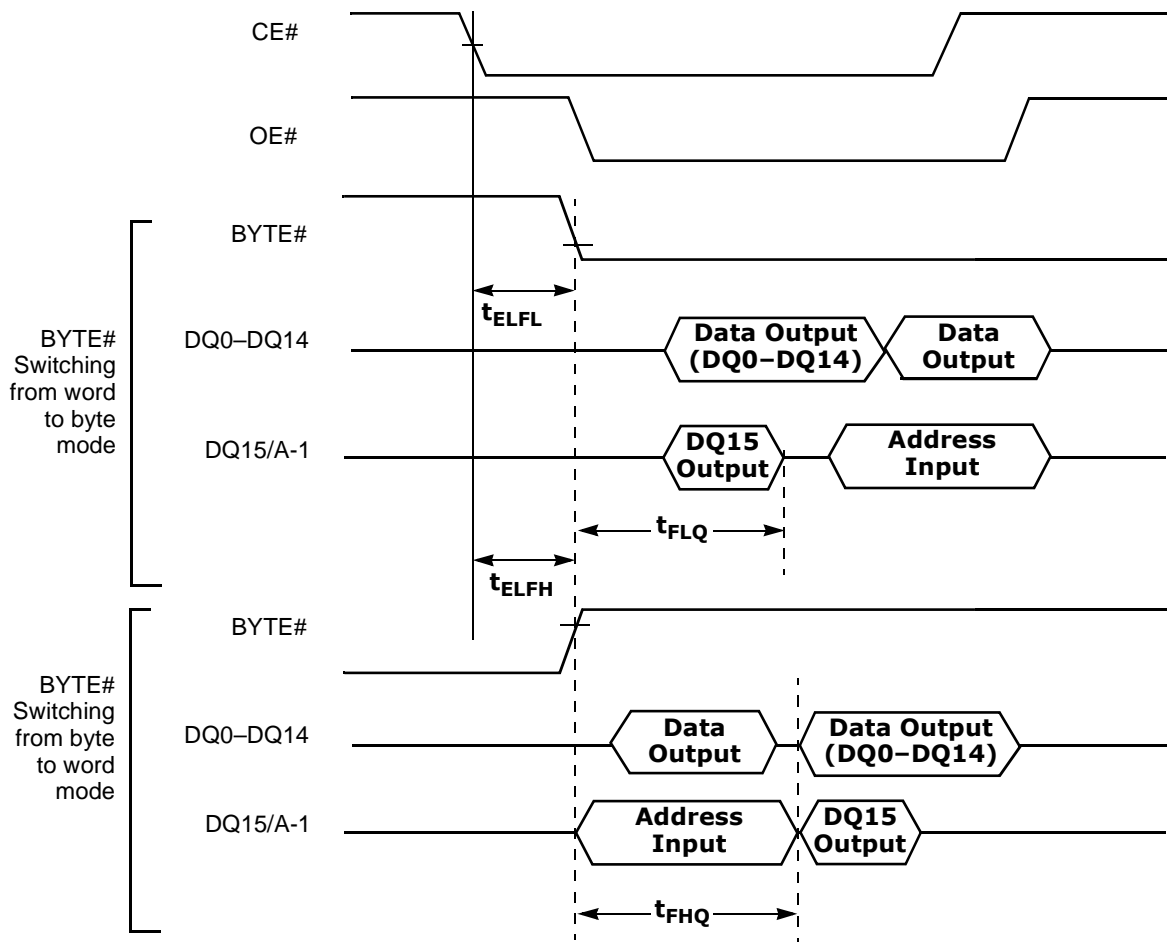 CE#
OE#
BYTE#
tELFL
BYTE#
Switching
from word
to byte
mode
DQ0–DQ14
Data Output
(DQ0–DQ14)
Data
Output
DQ15/A-1
DQ15
Output
Address
Input
tFLQ
tELFH
BYTE#
BYTE#
Switching
from byte
to word
mode
DQ0–DQ14
Data
Output
Data Output
(DQ0–DQ14)
DQ15/A-1
Address
Input
DQ15
Output
tFHQ